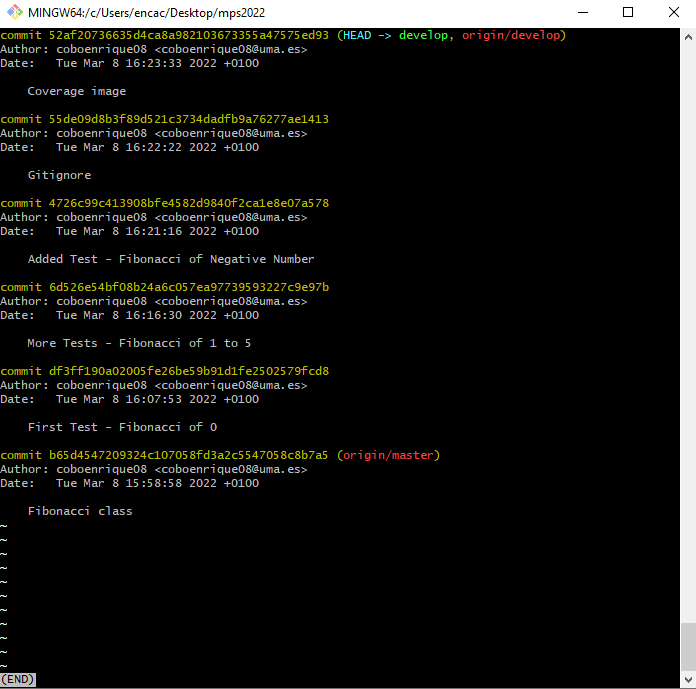 MINGW64:/c/Users/encac/Desktop/mps2022
commit 52af20736635d4ca8a982103673355a47575ed93 (HEAD -> develop, origin/develop)
Author: coboenrique08 <coboenrique08@uma.es>
Date:   Tue Mar 8 16:23:33 2022 +0100
Coverage image
commit 55de09d8b3f89d521c3734dadfb9a76277ae1413
Author: coboenrique08 <coboenrique08@uma.es>
Date:   Tue Mar 8 16:22:22 2022 +0100
Gitignore
commit 4726c99c413908bfe4582d9840f2ca1e8e07a578
Author: coboenrique08 <coboenrique08@uma.es>
Date:   Tue Mar 8 16:21:16 2022 +0100
Added Test - Fibonacci of Negative Number
commit 6d526e54bf08b24a6c057ea97739593227c9e97b
Author: coboenrique08 <coboenrique08@uma.es>
Date:   Tue Mar 8 16:16:30 2022 +0100
More Tests - Fibonacci of 1 to 5
commit df3ff190a02005fe26be59b91d1fe2502579fcd8
Author: coboenrique08 <coboenrique08@uma.es>
Date:   Tue Mar 8 16:07:53 2022 +0100
First Test - Fibonacci of 0
commit b65d4547209324c107058fd3a2c5547058c8b7a5 (origin/master)
Author: coboenrique08 <coboenrique08@uma.es>
Date:   Tue Mar 8 15:58:58 2022 +0100
Fibonacci class
~
~
~
~
~
~
~
~
~
~
~
(END)